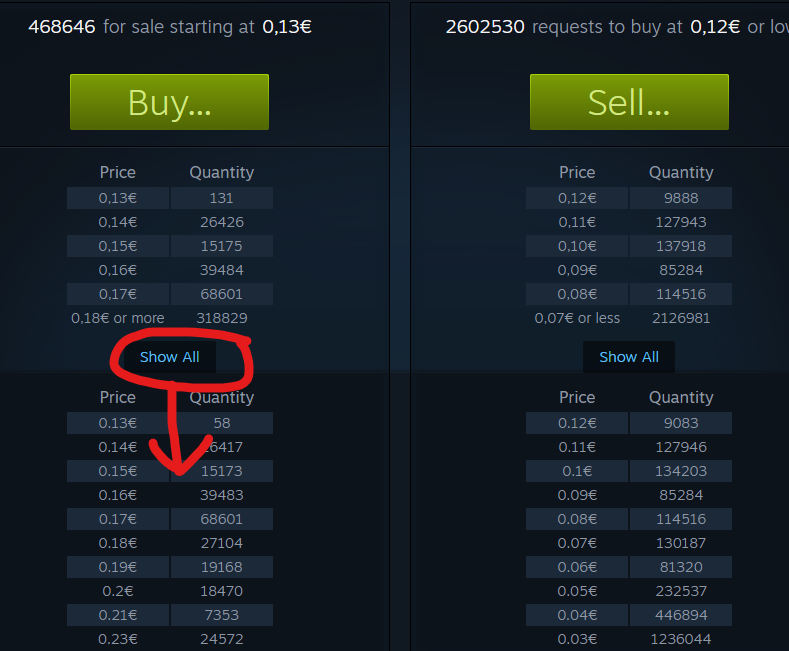 468646 for sale starting at 0,13€
Buy...
Price Quantity
0,13€ 131
0,14€ 26426
0,15€ 15175
0,16€ 39484
0,17€ 68601
0,18€ or more 318829
Show All
Price Quantity
0.13€ 58
0.14€
0.15€ 15173
0.16€ 39483
0.17€ 68601
0.18€ 27104
0.19€ 19168
0.2€ 18470
0.21€ 7353
0.23€ 24572
2602530 requests to buy at 0,12€ or
Sell...
Price Quantity
0,12€ 9888
0,11€ 127943
0,10€ 137918
0,09€ 85284
0,08€ 114516
0,07€ or less 2126981
Show All
Price Quantity
0.12€ 9083
0.11€ 127946
0.1€ 134203
0.09€ 85284
0.08€ 114516
0.07€ 130187
0.06€ 81320
0.05€ 232537
0.04€ 446894
0.03€ 1236044